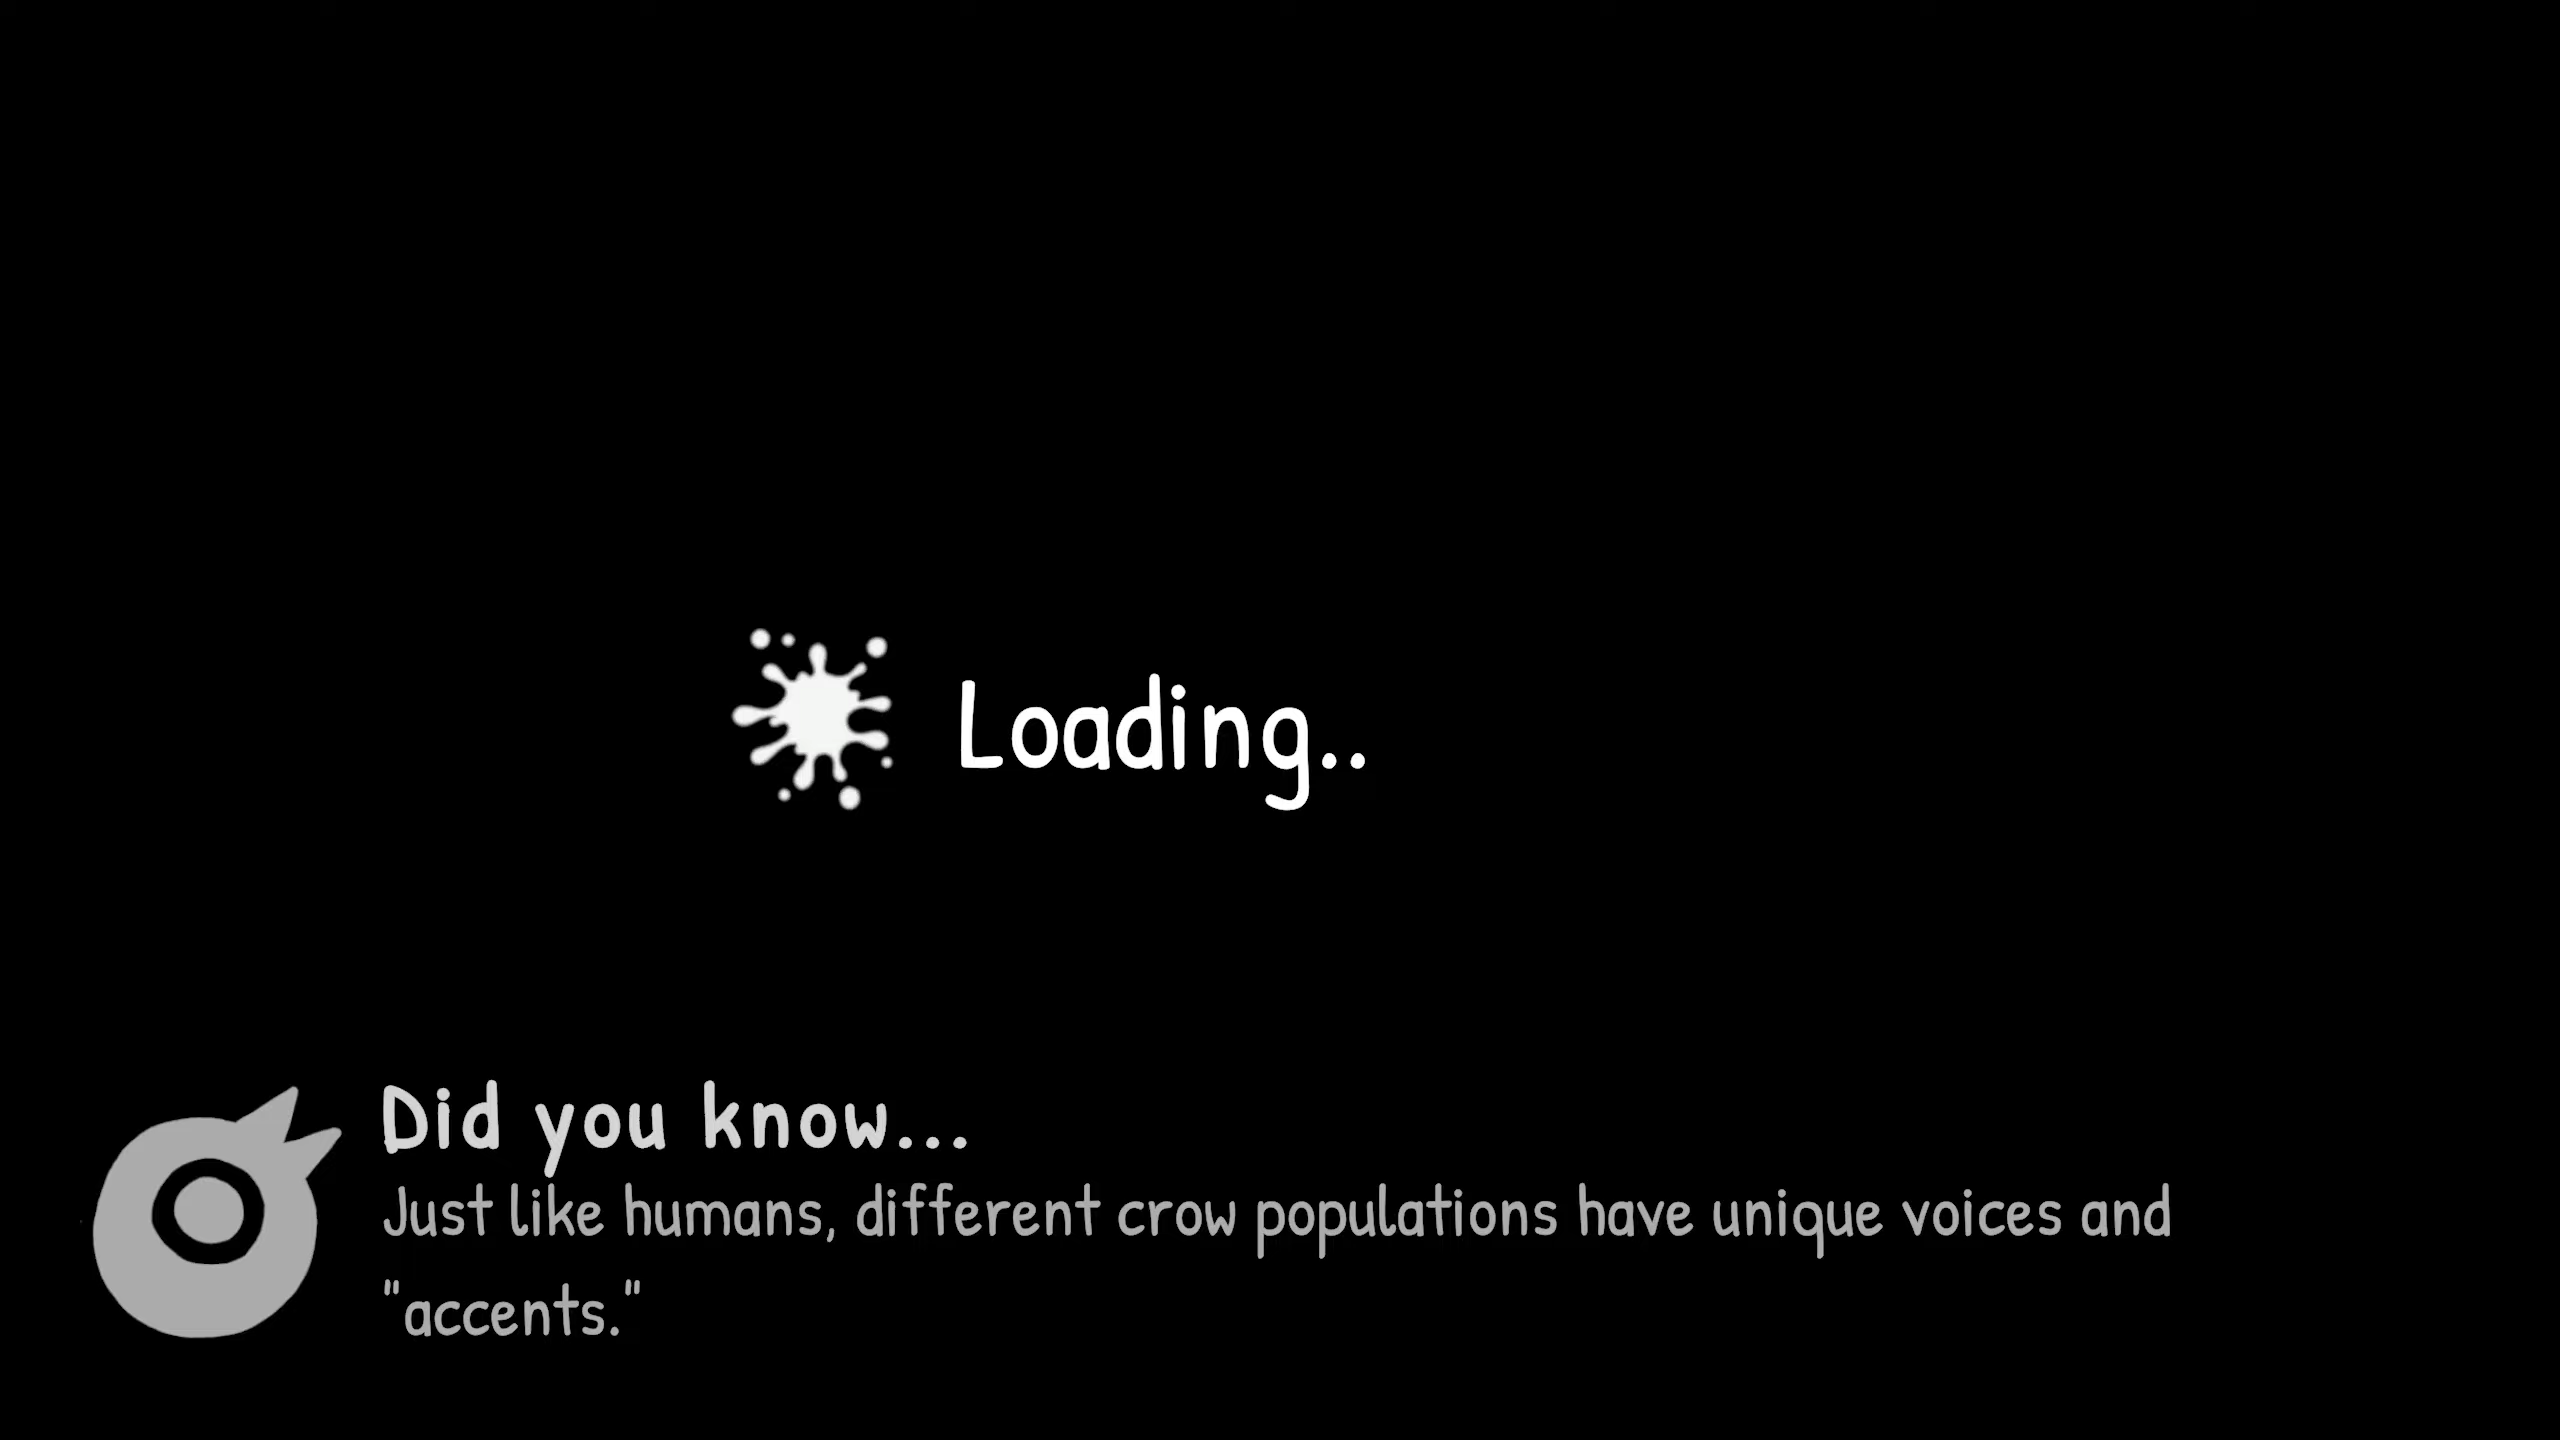 Loading..
Did you know...
Just like humans, different crow populations have unique voices and
"accents."